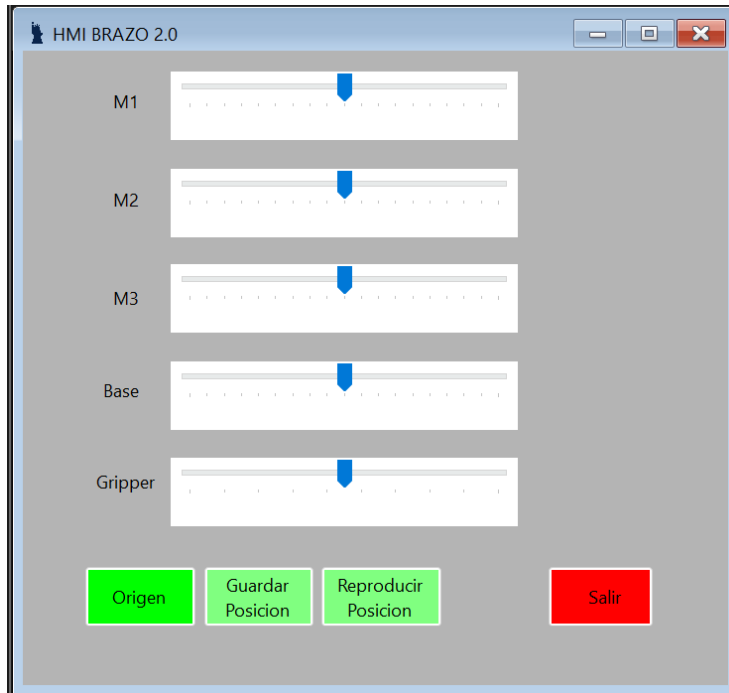 HMI BRAZO 2.0
M1
M2
M3
Base
Gripper
Origen
Guardar
Posicion
Reproducir
Posicion
Salir